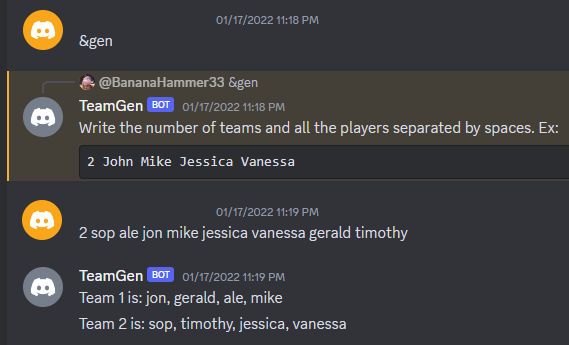 01/17/2022 11:18 PM
&gen
@BananaHammer33 &gen
TeamGen BOT 01/17/2022 11:18 PM
Write the number of teams and all the players separated by spaces. Ex:
2 John Mike Jessica Vanessa
01/17/2022 11:19 PM
2 sop ale jon mike jessica vanessa gerald timothy
TeamGen BOT 01/17/2022 11:19 PM
Team 1 is: jon, gerald, ale, mike
Team 2 is: sop, timothy, jessica, vanessa